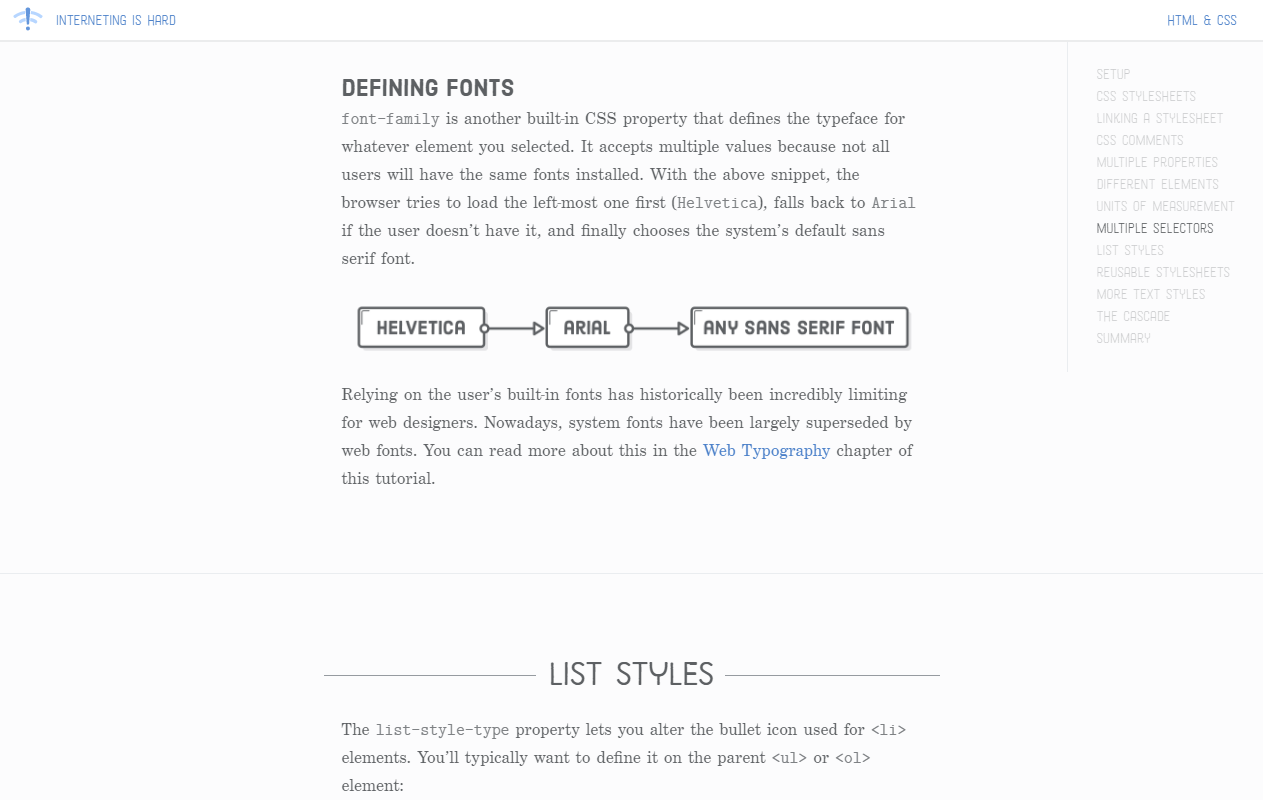 INTERNETING IS HARD
HTML & CSS
DEFINING FONTS
font-family is another built-in CSS property that defines the typeface for
whatever element you selected. It accepts multiple values because not all
users will have the same fonts installed. With the above snippet, the
browser tries to load the left-most one first (Helvetica), falls back to Arial
if the user doesn’t have it, and finally chooses the system’s default sans
serif font.
HELVETICA
ARIAL
ANY SANS SERIF FONT
Relying on the user’s built-in fonts has historically been incredibly limiting
for web designers. Nowadays, system fonts have been largely superseded by
web fonts. You can read more about this in the Web Typography chapter of
this tutorial.
LIST STYLES
The list-style-type property lets you alter the bullet icon used for <li>
elements. You’ll typically want to define it on the parent <ul> or <ol>
element:
SETUP
CSS STYLESHEETS
LINKING A STYLESHEET
CSS COMMENTS
MULTIPLE PROPERTIES
DIFFERENT ELEMENTS
UNITS OF MEASUREMENT
MULTIPLE SELECTORS
LIST STYLES
REUSABLE STYLESHEETS
MORE TEXT STYLES
THE CASCADE
SUMMARY